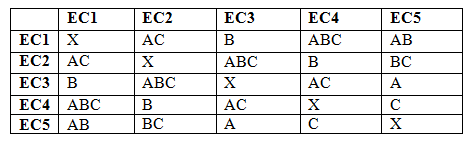 EC1 EC2 EC3 EC4 EC5
EC1 X AC B ABC AB
EC2 AC X ABC B BC
EC3 B ABC X AC A
EC4 ABC B AC X C
EC5 AB BC A C X